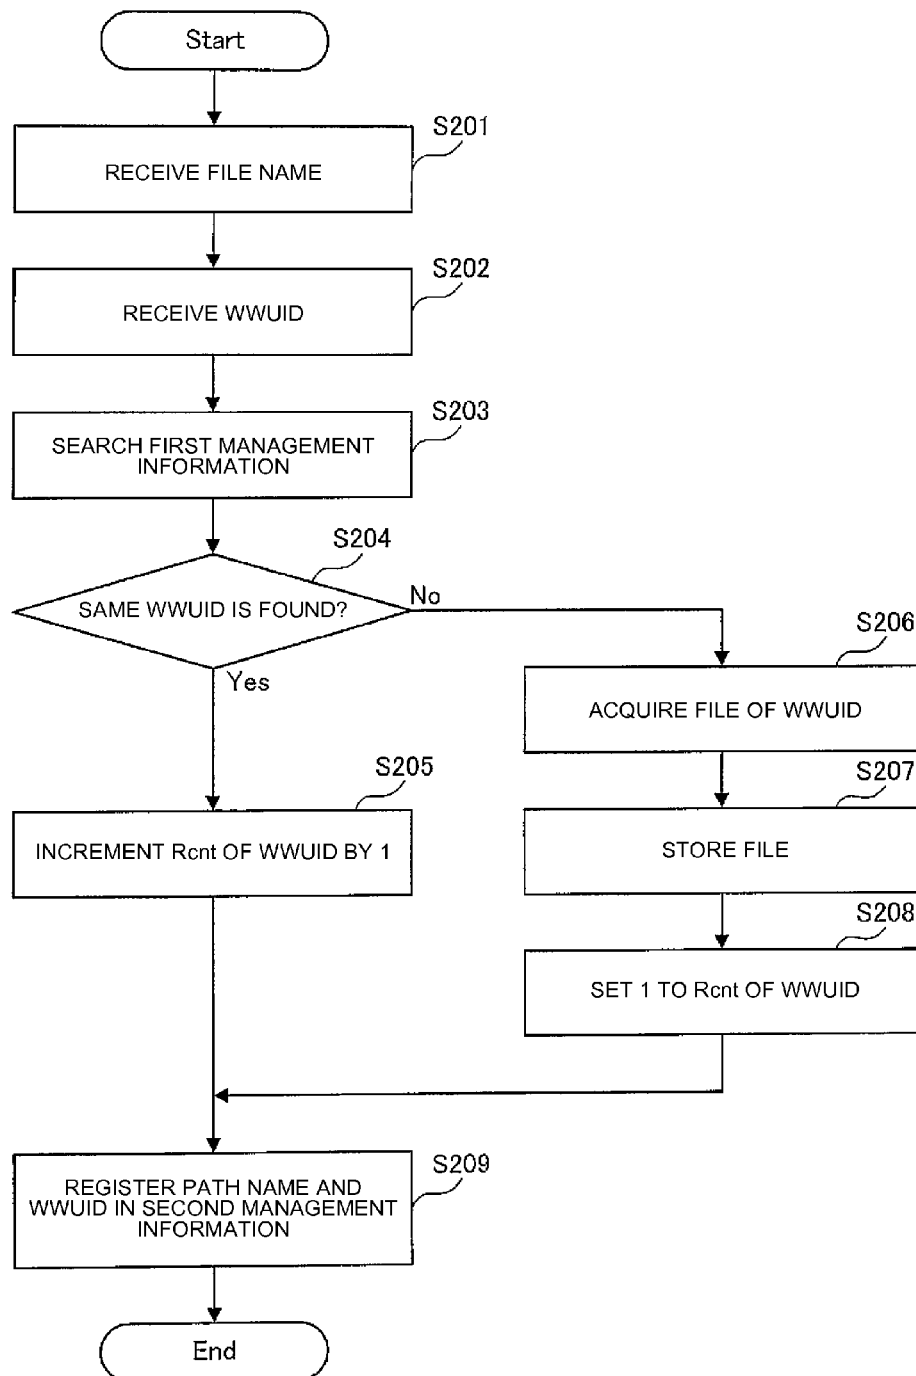 Start
S201
RECEIVE FILE NAME
S202
RECEIVE WWUID
S203
SEARCH FIRST MANAGEMENT
INFORMATION
S204
SAME WWUID IS FOUND?
No
Yes
S206
ACQUIRE FILE OF WWUID
S205
INCREMENT Rcnt OF WWUID BY 1
S207
STORE FILE
S208
SET 1 TO Rcnt OF WWUID
S209
REGISTER PATH NAME AND
WWUID IN SECOND MANAGEMENT
INFORMATION
End